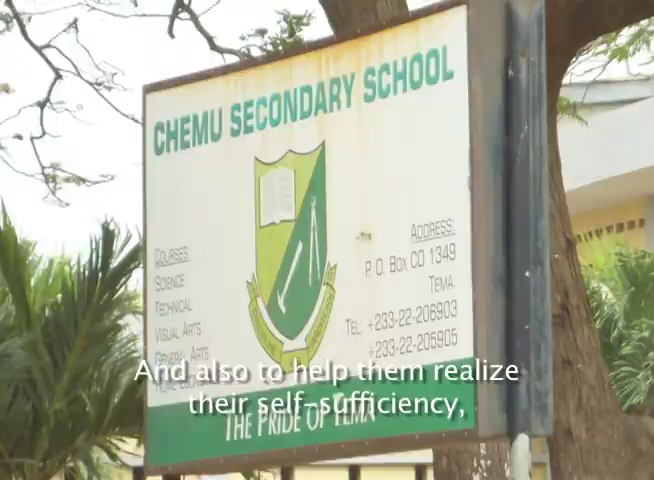 CHEMU SECONDARY SCHOOL
COURSES:
SCIENCE
TECHNICAL
VISUAL ARTS
GENERAL ARTS
ADDRESS:
P. O. BOX CO 1349
TEMA.
TEL: +233-22-206903
+233-22-205905
And also to help them realize
their self-sufficiency,
THE PRIDE OF TEMA